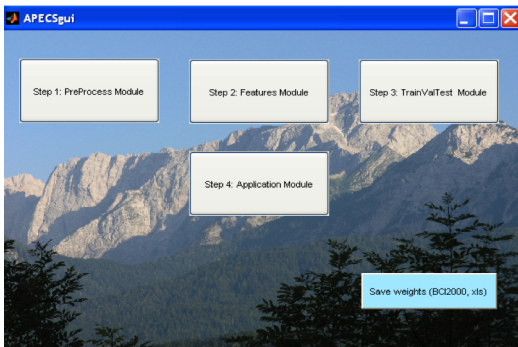 APECSgui
Step 1: PreProcess Module
Step 2: Features Module
Step 3: TrainValTest Module
Step 4: Application Module
Save weights (BCI2000, xls)